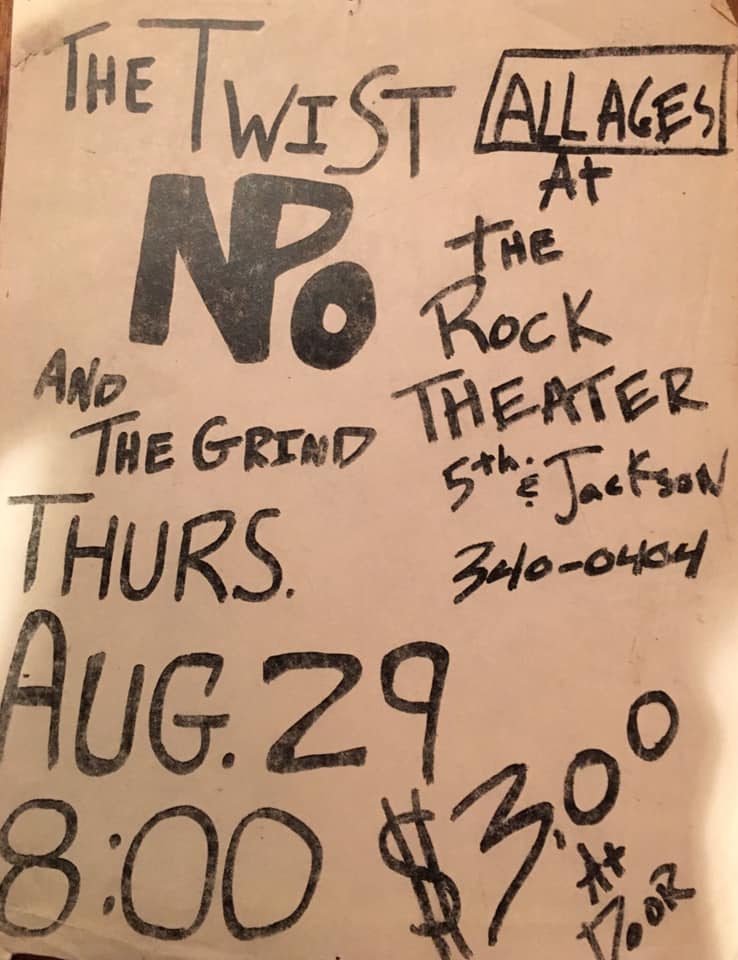 THE TWIST
NPO
AND
THE GRIND
ALL AGES
At
THE
ROCK
THEATER
5th. & JacKsoN
340-0404
THURS.
AUG. 29
8:00
$3.00
At
DOOR